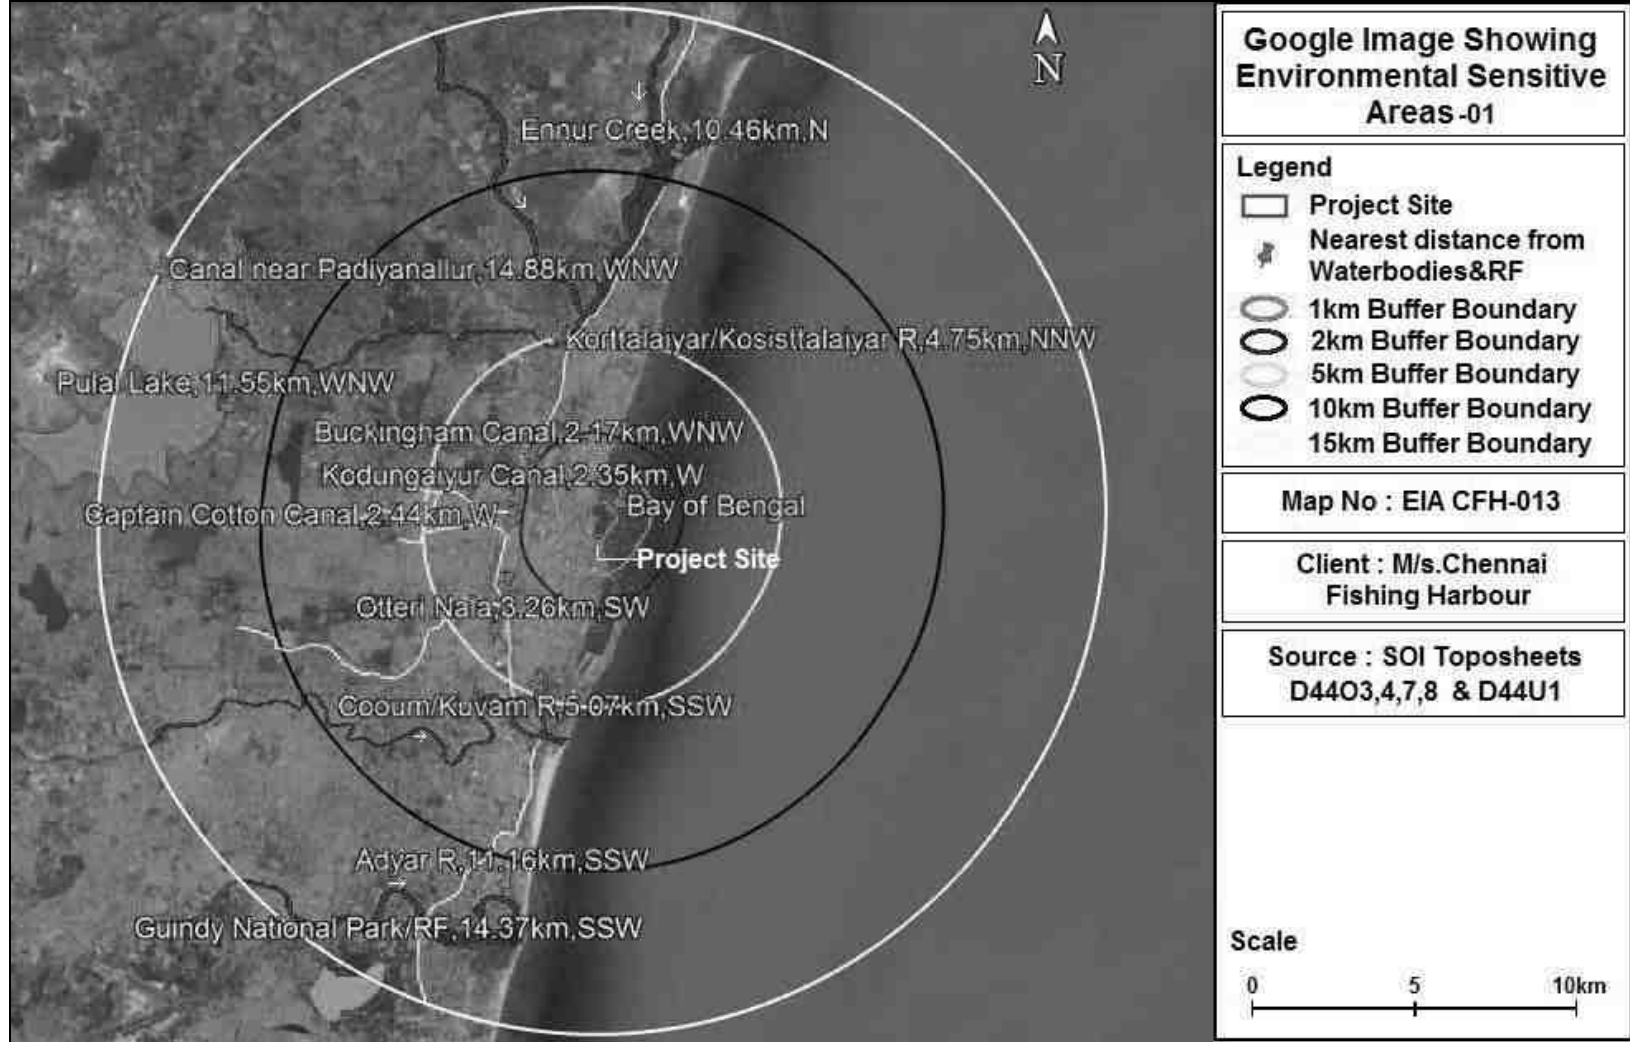 N
Ennur Creek,10.46km,N
Canal near Padiyanallur,14.88km,WNW
Korttalaiyar/Kosisttalaiyar R,4.75km,NNW
Pulal Lake,11.55km,WNW
Buckingham Canal,2.17km,WNW
Kodungaiyur Canal,2.35km,W
Bay of Bengal
Captain Cotton Canal,2.44km,W
Project Site
Otteri Nala,3.26km,SW
Cooum/Kuvam R,5.07km,SSW
Adyar R,11.16km,SSW
Guindy National Park/RF,14.37km,SSW
Google Image Showing
Environmental Sensitive
Areas -01
Legend
Project Site
Nearest distance from
Waterbodies&RF
1km Buffer Boundary
2km Buffer Boundary
5km Buffer Boundary
10km Buffer Boundary
15km Buffer Boundary
Map No : EIA CFH-013
Client : M/s.Chennai
Fishing Harbour
Source : SOI Toposheets
D44O3,4,7,8 & D44U1
Scale
0 5 10km